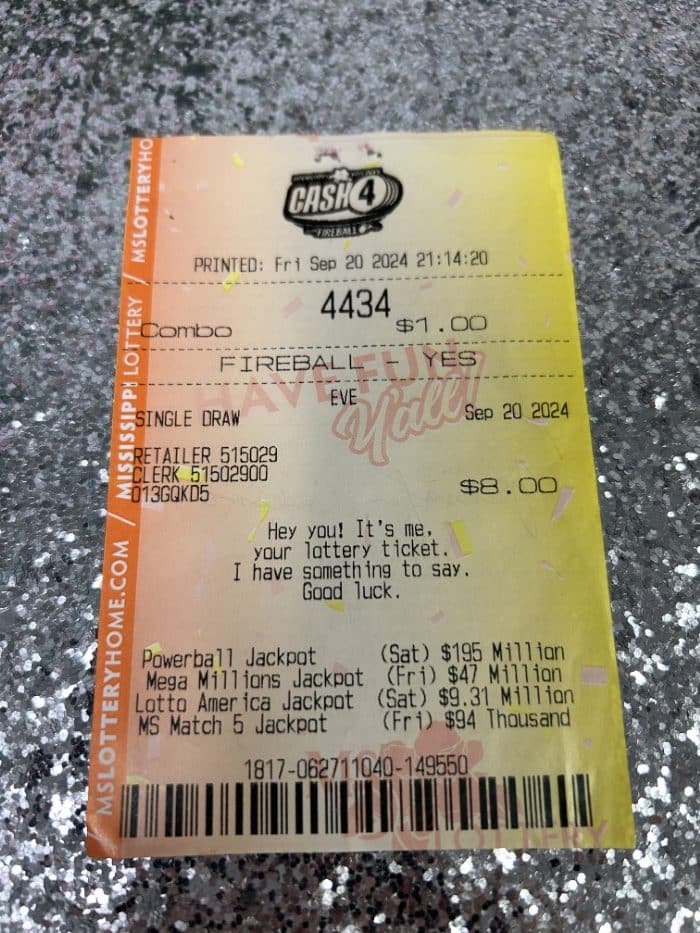 CASH 4
FIREBALL
PRINTED: Fri Sep 20 2024 21:14:20
4434
Combo $1.00
FIREBALL - YES
HAVE FUN
Y'all!
EVE
SINGLE DRAW Sep 20 2024
RETAILER 515029
CLERK 51502900
013GQKD5 $8.00
Hey you! It's me,
your lottery ticket.
I have something to say.
Good luck.
Powerball Jackpot (Sat) $195 Million
Mega Millions Jackpot (Fri) $47 Million
Lotto America Jackpot (Sat) $9.31 Million
MS Match 5 Jackpot (Fri) $94 Thousand
1817-062711040-149550
LOTTERY
MSLOTTERYHOME.COM / MISSISSIPPI LOTTERY / MSLOTTERYHO